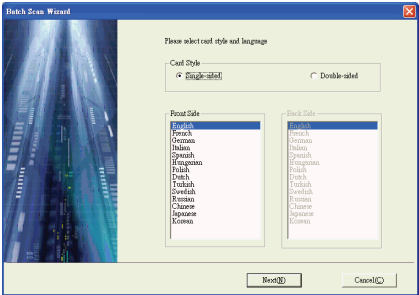 Batch Scan Wizard
Please select card style and language
Card Style
Single-sided
Double-sided
Front Side
English
French
German
Italian
Spanish
Hungarian
Polish
Dutch
Turkish
Swedish
Russian
Chinese
Japanese
Korean
Back Side
English
French
German
Italian
Spanish
Hungarian
Polish
Dutch
Turkish
Swedish
Russian
Chinese
Japanese
Korean
Next(N)
Cancel(C)